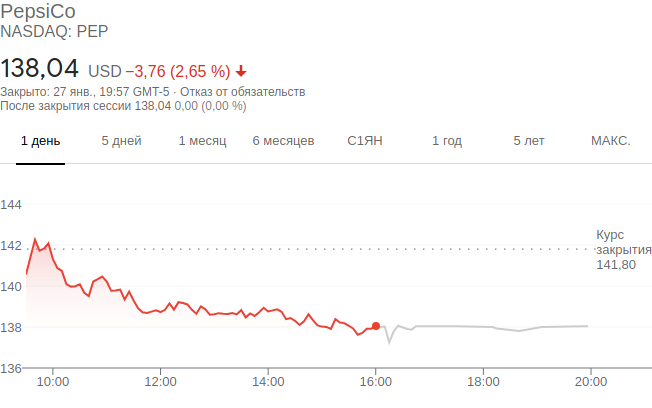 PepsiCo
NASDAQ: PEP
138,04 USD −3,76 (2,65 %)
Закрыто: 27 янв., 19:57 GMT-5 · Отказ от обязательств
После закрытия сессии 138,04 0,00 (0,00 %)
1 день 5 дней 1 месяц 6 месяцев С1ЯН 1 год 5 лет МАКС.
144
142
140
138
136
Курс
закрытия
141,80
10:00 12:00 14:00 16:00 18:00 20:00